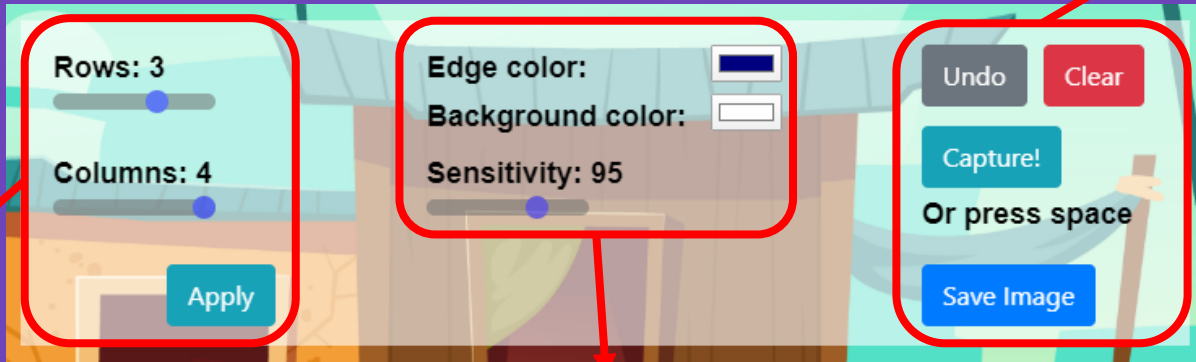 Rows: 3
Columns: 4
Apply
Edge color:
Background color:
Sensitivity: 95
Undo
Clear
Capture!
Or press space
Save Image